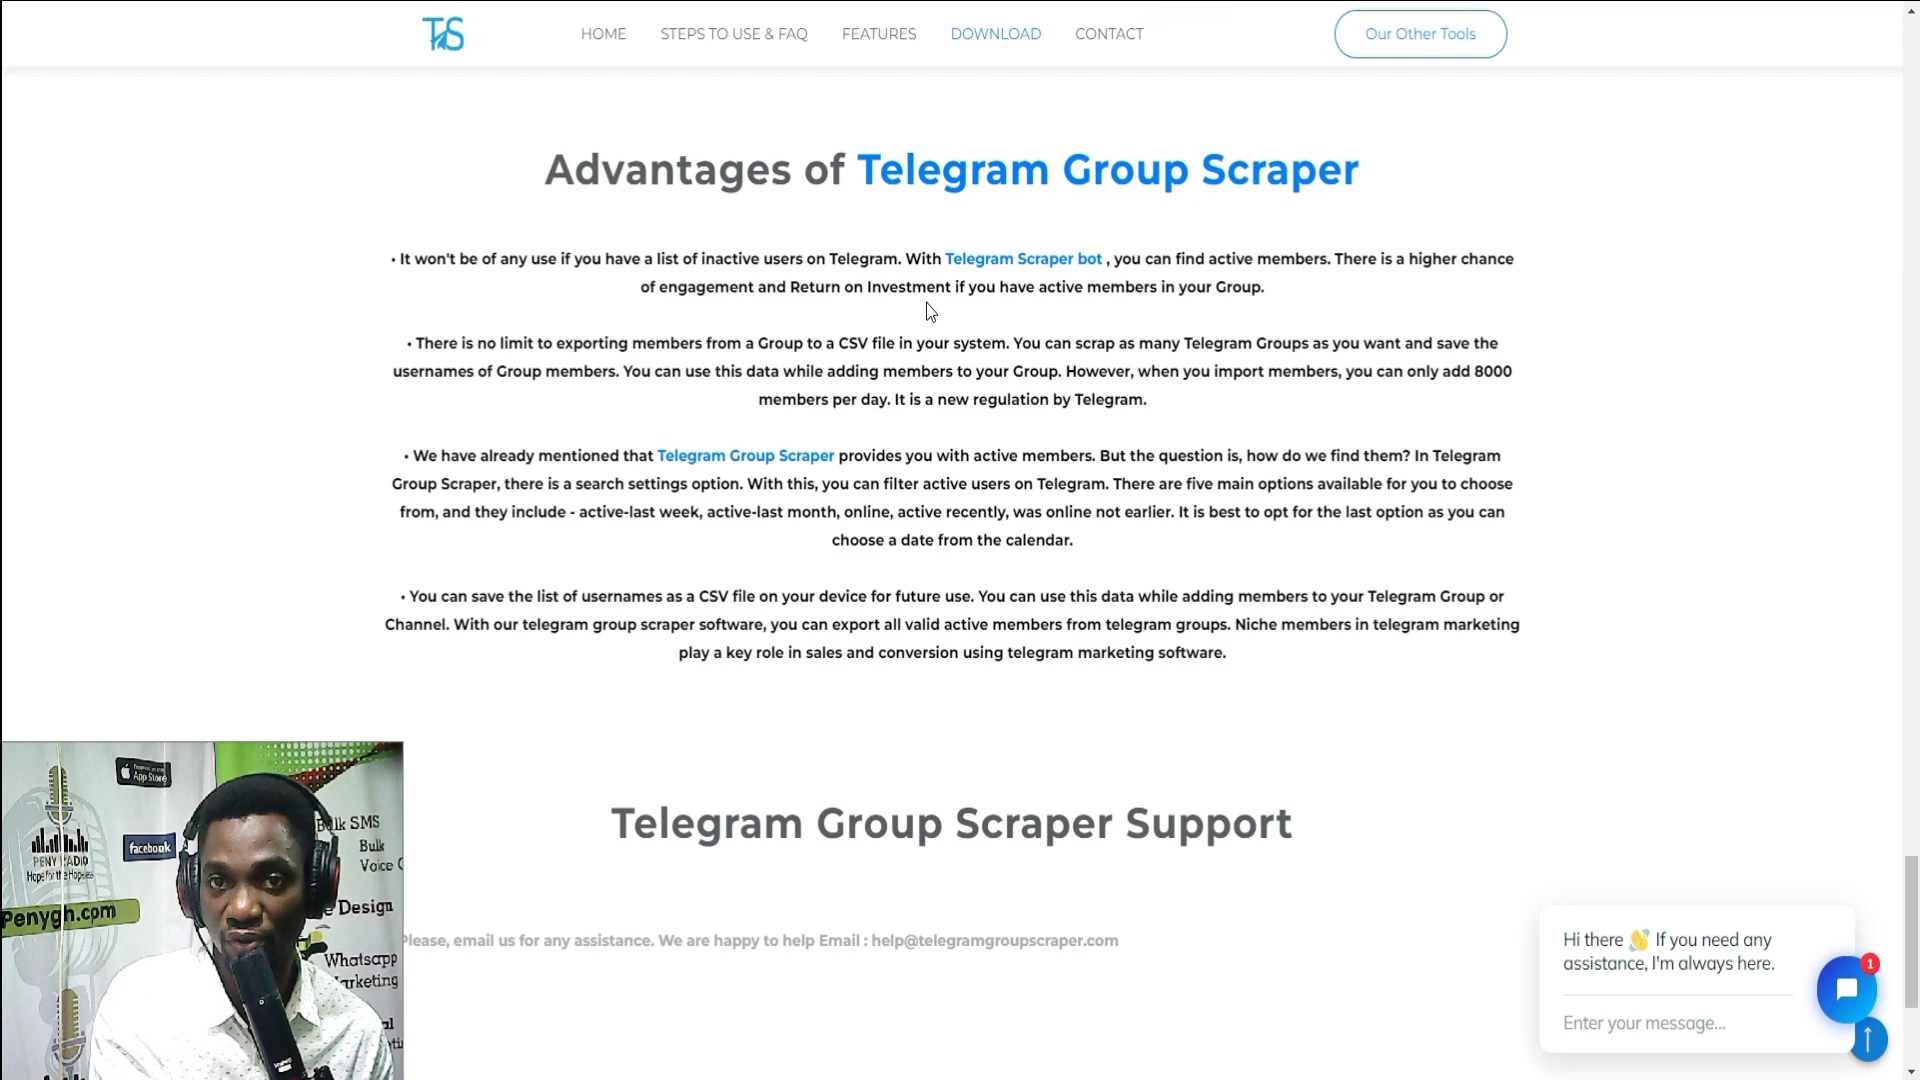 TS
HOME
STEPS TO USE & FAQ
FEATURES
DOWNLOAD
CONTACT
Our Other Tools
Advantages of Telegram Group Scraper
• It won't be of any use if you have a list of inactive users on Telegram. With Telegram Scraper bot , you can find active members. There is a higher chance
of engagement and Return on Investment if you have active members in your Group.
• There is no limit to exporting members from a Group to a CSV file in your system. You can scrap as many Telegram Groups as you want and save the
usernames of Group members. You can use this data while adding members to your Group. However, when you import members, you can only add 8000
members per day. It is a new regulation by Telegram.
• We have already mentioned that Telegram Group Scraper provides you with active members. But the question is, how do we find them? In Telegram
Group Scraper, there is a search settings option. With this, you can filter active users on Telegram. There are five main options available for you to choose
from, and they include - active-last week, active-last month, online, active recently, was online not earlier. It is best to opt for the last option as you can
choose a date from the calendar.
• You can save the list of usernames as a CSV file on your device for future use. You can use this data while adding members to your Telegram Group or
Channel. With our telegram group scraper software, you can export all valid active members from telegram groups. Niche members in telegram marketing
play a key role in sales and conversion using telegram marketing software.
Telegram Group Scraper Support
Please, email us for any assistance. We are happy to help Email : help@telegramgroupscraper.com
Hi there 👋 If you need any
assistance, I'm always here.
Enter your message...
1
App Store
facebook
PENY RADIO
Hope for the Hopeless
Penygh.com
Bulk SMS
Bulk
Voice
Design
Whatsapp